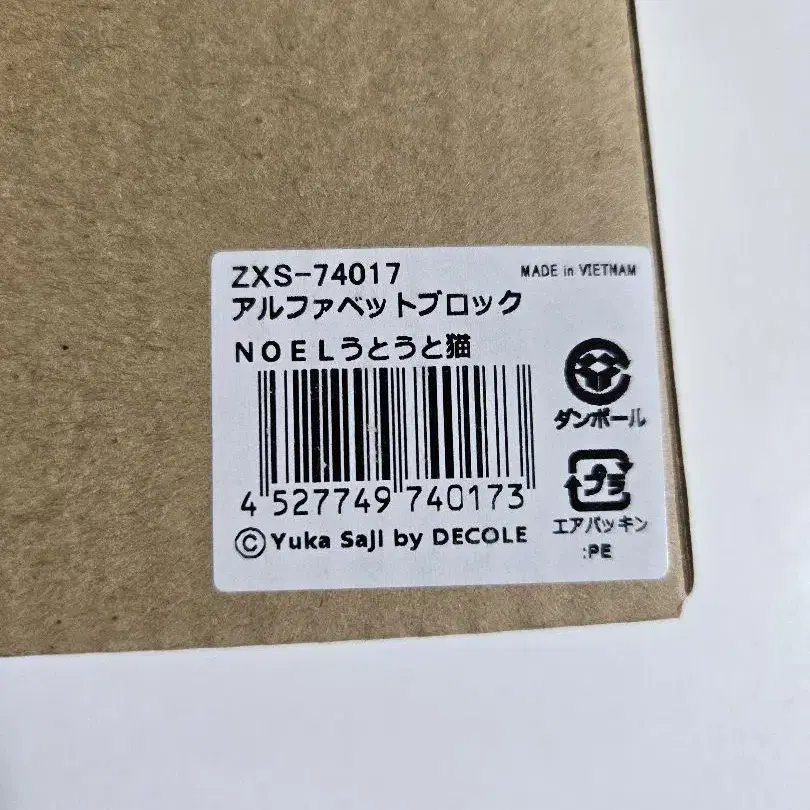 ZXS-74017
MADE in VIETNAM
アルファベットブロック
NOELうとうと猫
ダンボール
4 527749 740173
プラ
エアパッキン
:PE
©Yuka Saji by DECOLE